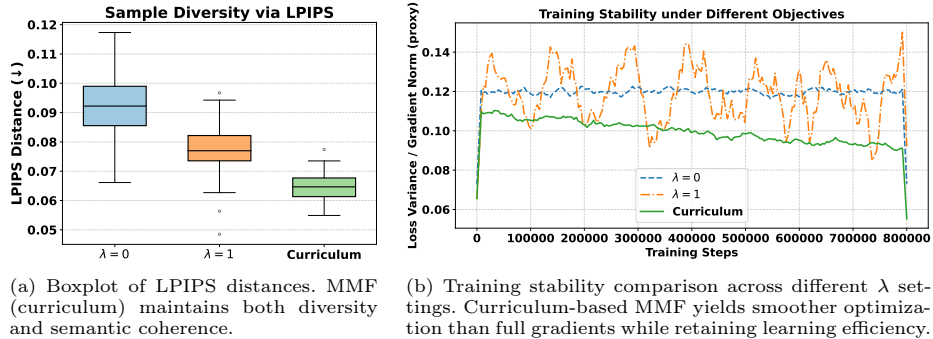 Sample Diversity via LPIPS
LPIPS Distance (↓)
0.12
0.11
0.10
0.09
0.08
0.07
0.06
0.05
λ = 0
λ = 1
Curriculum
(a) Boxplot of LPIPS distances. MMF
(curriculum) maintains both diversity
and semantic coherence.
Training Stability under Different Objectives
Loss Variance / Gradient Norm (proxy)
0.14
0.12
0.10
0.08
0.06
λ = 0
λ = 1
Curriculum
0
100000
200000
300000
400000
500000
600000
700000
800000
Training Steps
(b) Training stability comparison across different λ set-
tings. Curriculum-based MMF yields smoother optimiza-
tion than full gradients while retaining learning efficiency.